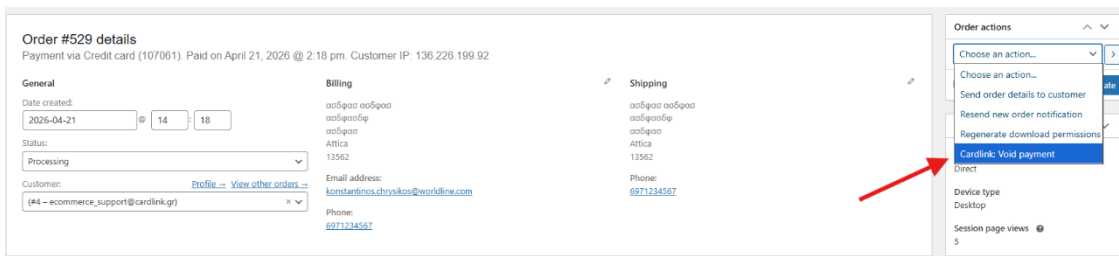 Order #529 details
Payment via Credit card (107061). Paid on April 21, 2026 @ 2:18 pm. Customer IP: 136.226.199.92
General
Date created:
2026-04-21 @ 14 : 18
Status:
Processing
Customer: Profile → View other orders →
(#4 – ecommerce_support@cardlink.gr) ×
Billing
ασδφασ ασδφασ
ασδφασδφ
ασδφασ
Attica
13562
Email address:
konstantinos.chrysikos@worldline.com
Phone:
6971234567
Shipping
ασδφασ ασδφασ
ασδφασδφ
ασδφασ
Attica
13562
Phone:
6971234567
Order actions
Choose an action...
Choose an action...
Send order details to customer
Resend new order notification
Regenerate download permissions
Cardlink: Void payment
Direct
Device type
Desktop
Session page views
5